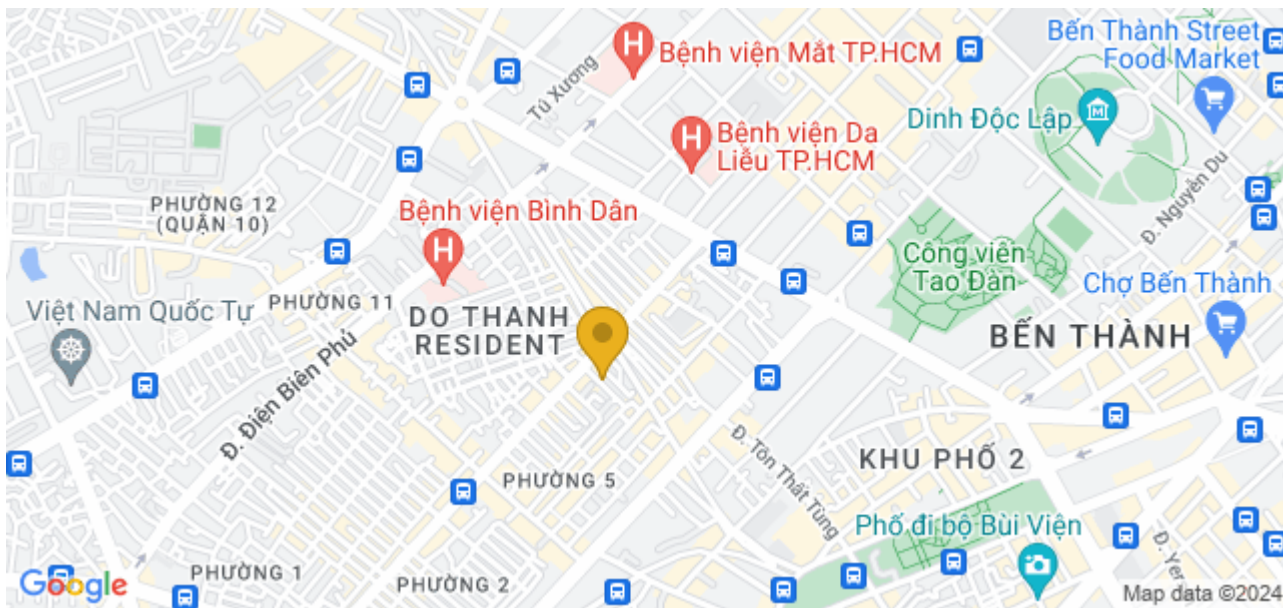 Bến Thành Street
Food Market
Bệnh viện Mắt TP.HCM
Tú Xương
Dinh Độc Lập
Bệnh viện Da
Liễu TP.HCM
Đ. Nguyễn Du
PHƯỜNG 12
(QUẬN 10)
Bệnh viện Bình Dân
Công viên
Tao Đàn
Chợ Bến Thành
PHƯỜNG 11
Việt Nam Quốc Tự
DO THANH
RESIDENT
BẾN THÀNH
Đ. Điện Biên Phủ
Đ. Tôn Thất Tùng
KHU PHỐ 2
PHƯỜNG 5
Phố đi bộ Bùi Viện
Đ. Yer
PHƯỜNG 1
PHƯỜNG 2
Google
Map data ©2024